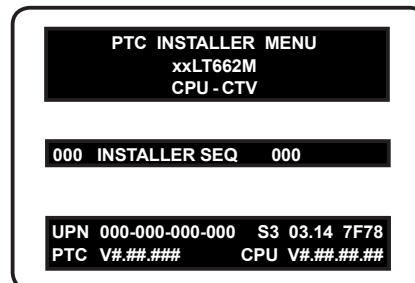 PTC INSTALLER MENU
xxLT662M
CPU - CTV
000 INSTALLER SEQ 000
UPN 000-000-000-000 S3 03.14 7F78
PTC V#.##.### CPU V#.##.##.##